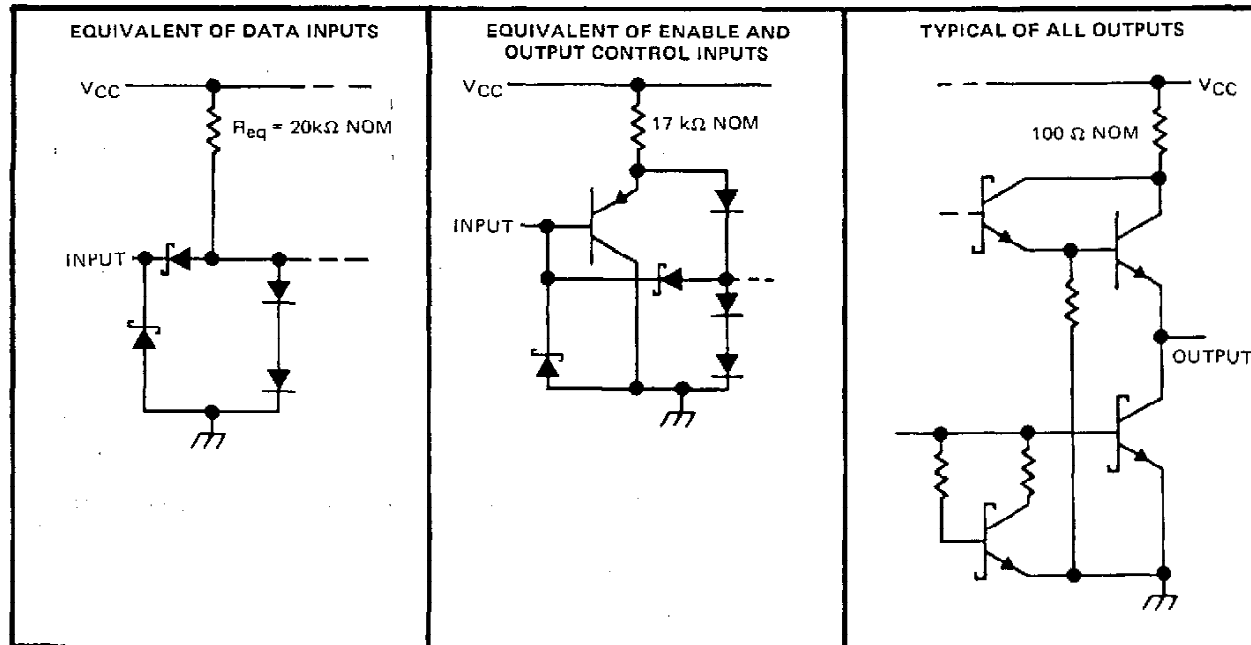 EQUIVALENT OF DATA INPUTS
VCC
Req = 20kΩ NOM
INPUT
EQUIVALENT OF ENABLE AND
OUTPUT CONTROL INPUTS
VCC
17 kΩ NOM
INPUT
TYPICAL OF ALL OUTPUTS
VCC
100 Ω NOM
OUTPUT